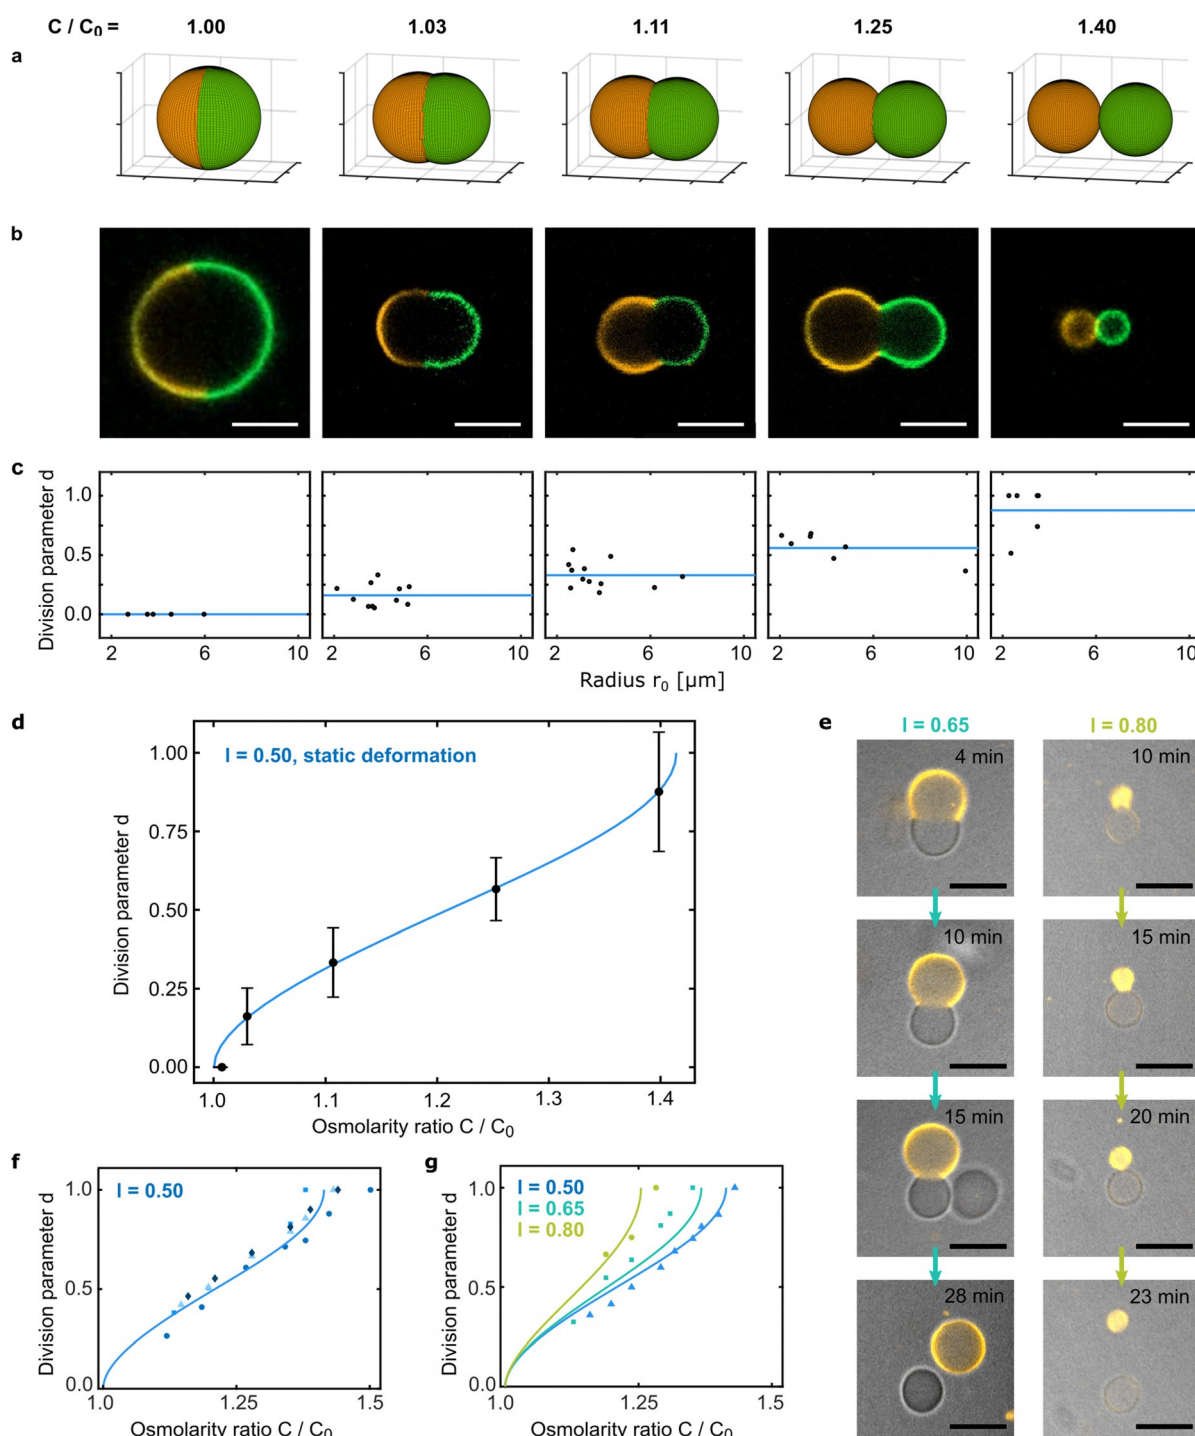 C / C₀ = 1.00 1.03 1.11 1.25 1.40
a
b
c
Division parameter d
1.0
0.5
0.0
2 6 10 2 6 10 2 6 10 2 6 10 2 6 10
Radius r₀ [µm]
d
l = 0.50, static deformation
Division parameter d
1.00
0.75
0.50
0.25
0.00
1.0 1.1 1.2 1.3 1.4
Osmolarity ratio C / C₀
e
l = 0.65 l = 0.80
4 min 10 min
10 min 15 min
15 min 20 min
28 min 23 min
f
l = 0.50
Division parameter d
1.0
0.5
0.0
1.0 1.25 1.5
Osmolarity ratio C / C₀
g
l = 0.50
l = 0.65
l = 0.80
Division parameter d
1.0
0.5
0.0
1.0 1.25 1.5
Osmolarity ratio C / C₀